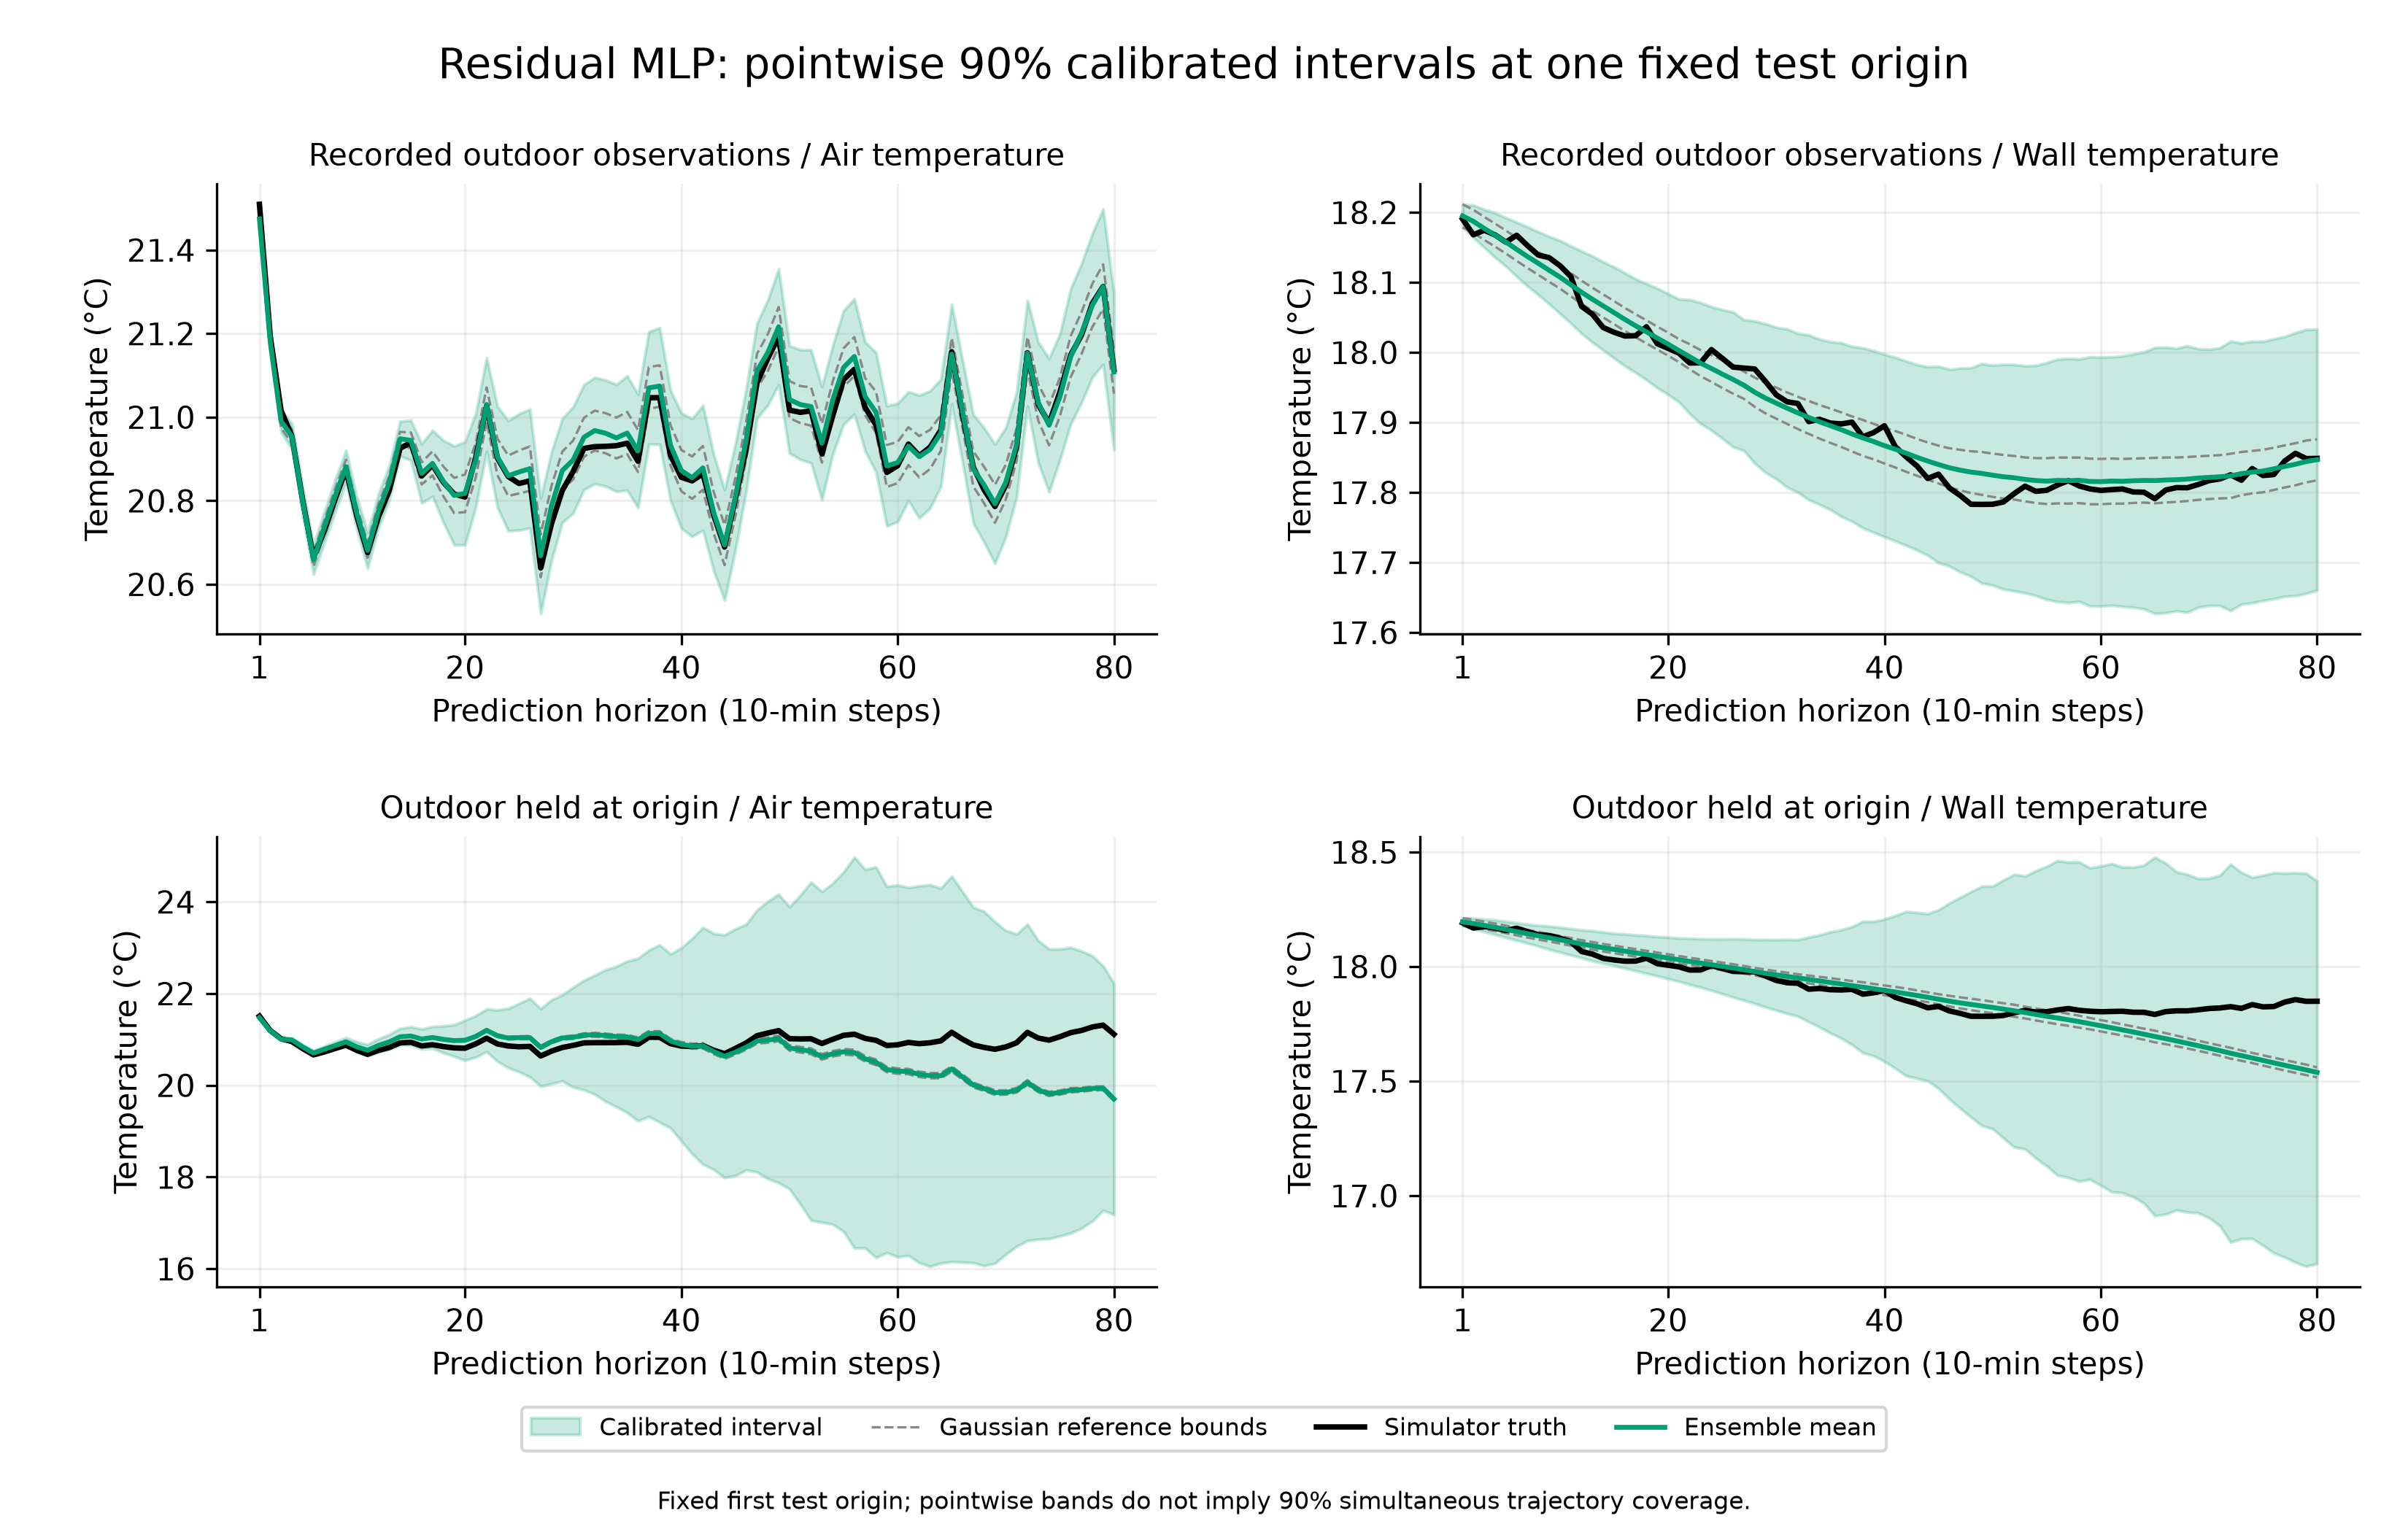 Residual MLP: pointwise 90% calibrated intervals at one fixed test origin
Recorded outdoor observations / Air temperature
Temperature (°C)
21.4
21.2
21.0
20.8
20.6
1 20 40 60 80
Prediction horizon (10-min steps)
Recorded outdoor observations / Wall temperature
Temperature (°C)
18.2
18.1
18.0
17.9
17.8
17.7
17.6
1 20 40 60 80
Prediction horizon (10-min steps)
Outdoor held at origin / Air temperature
Temperature (°C)
24
22
20
18
16
1 20 40 60 80
Prediction horizon (10-min steps)
Outdoor held at origin / Wall temperature
Temperature (°C)
18.5
18.0
17.5
17.0
1 20 40 60 80
Prediction horizon (10-min steps)
Calibrated interval Gaussian reference bounds Simulator truth Ensemble mean
Fixed first test origin; pointwise bands do not imply 90% simultaneous trajectory coverage.